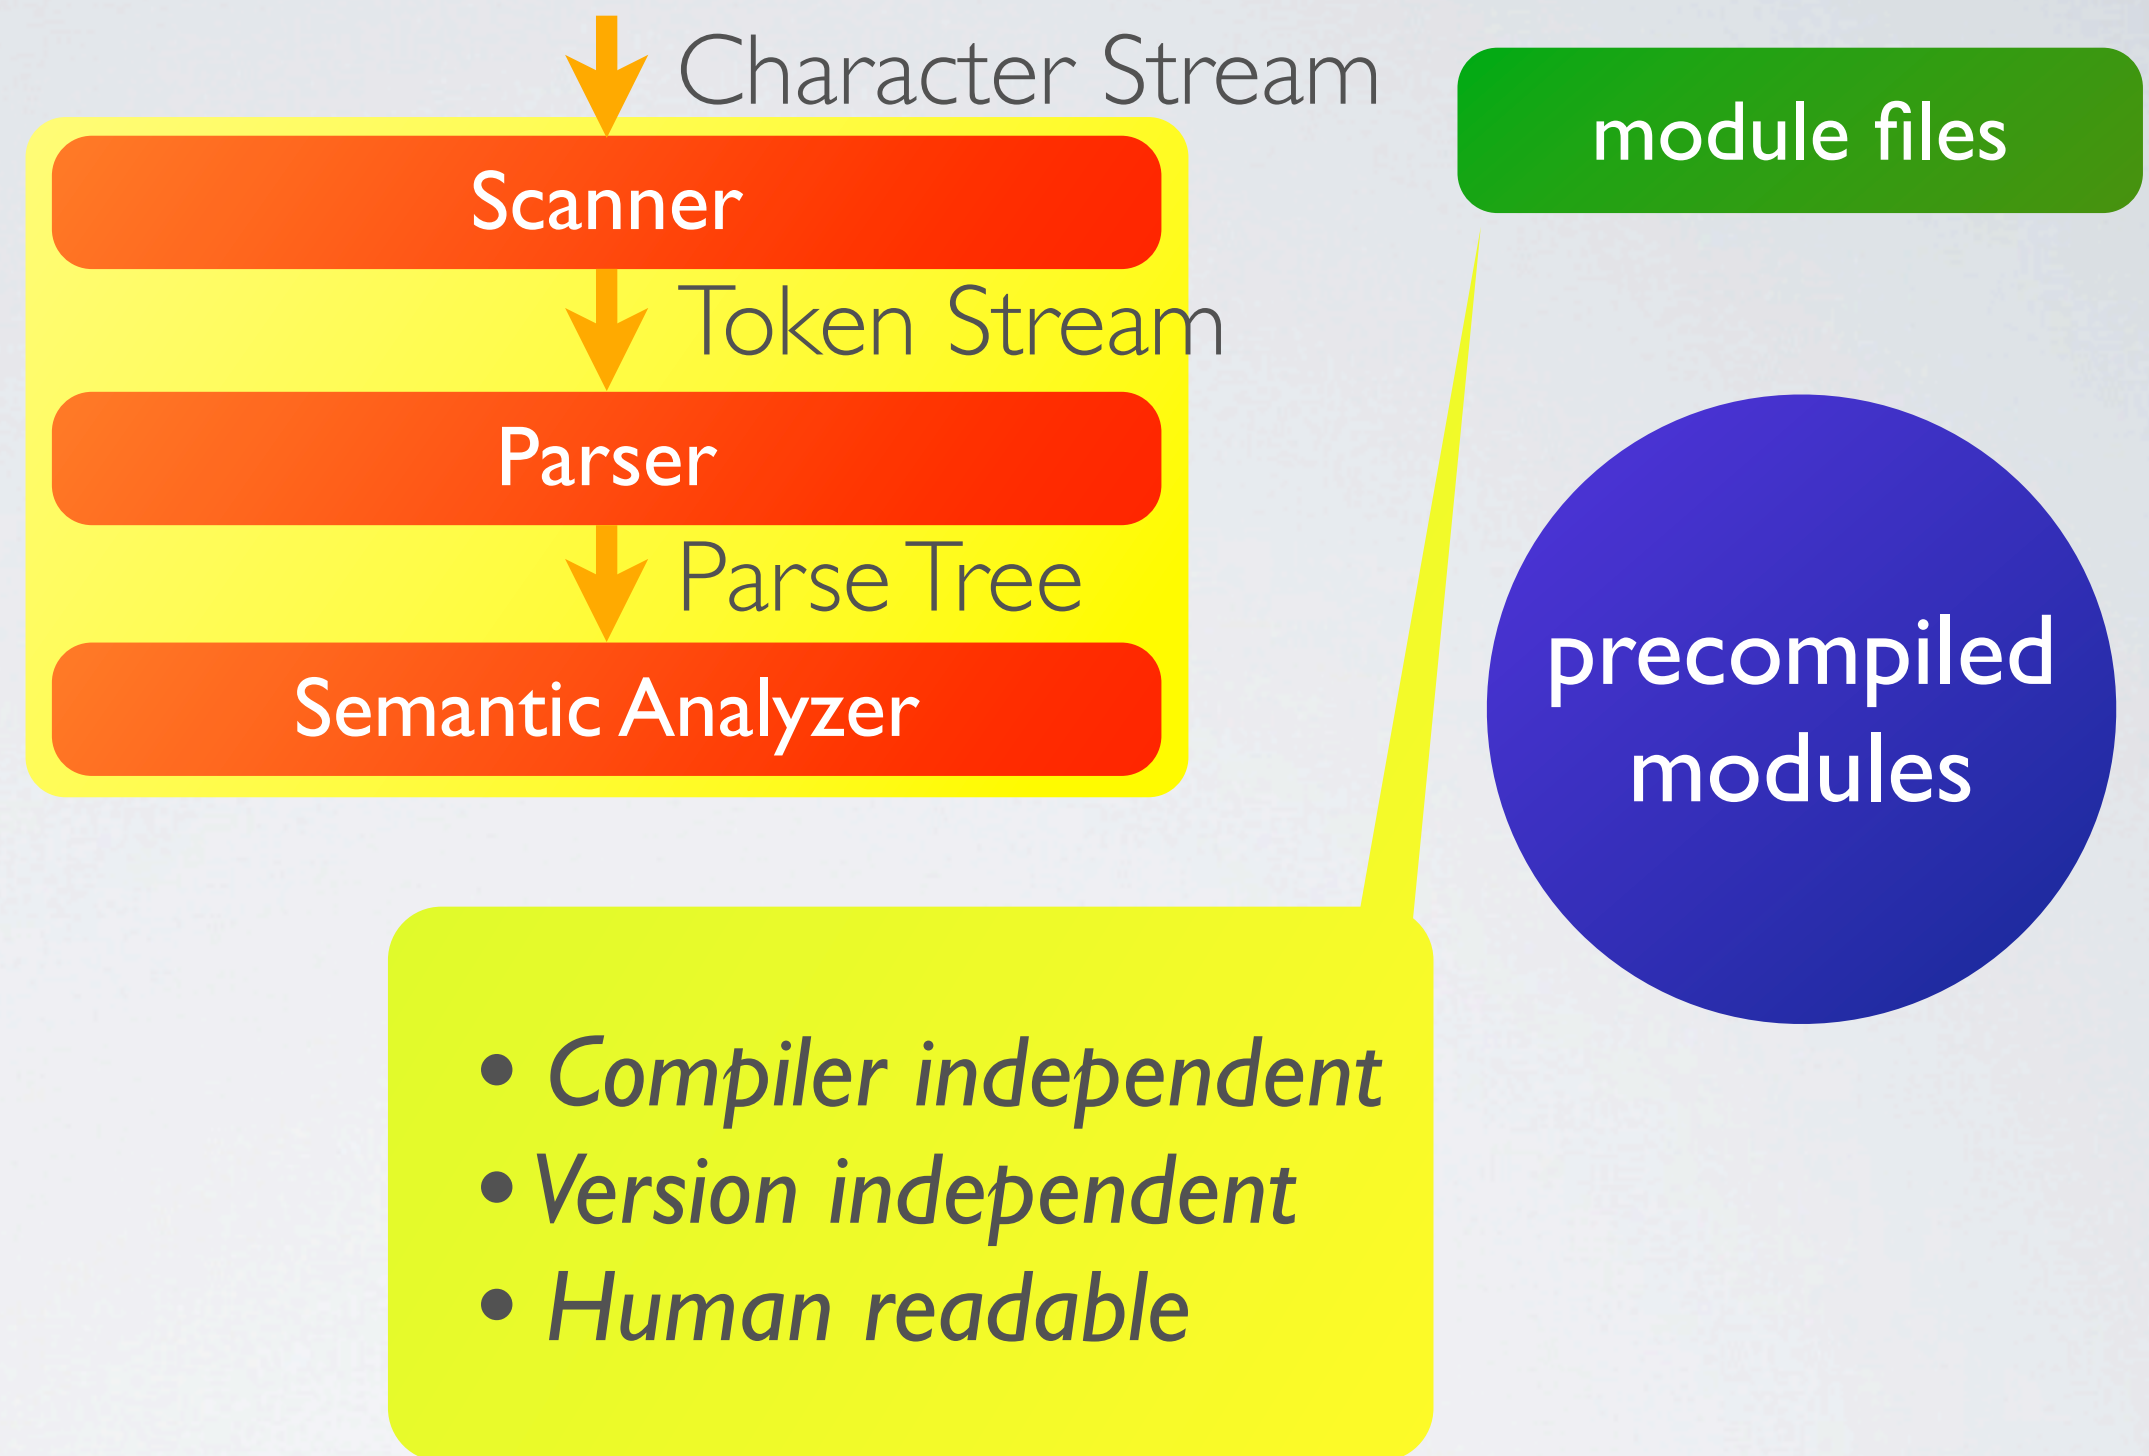 Character Stream
module files
Scanner
Token Stream
Parser
Parse Tree
Semantic Analyzer
precompiled
modules
• Compiler independent
• Version independent
• Human readable